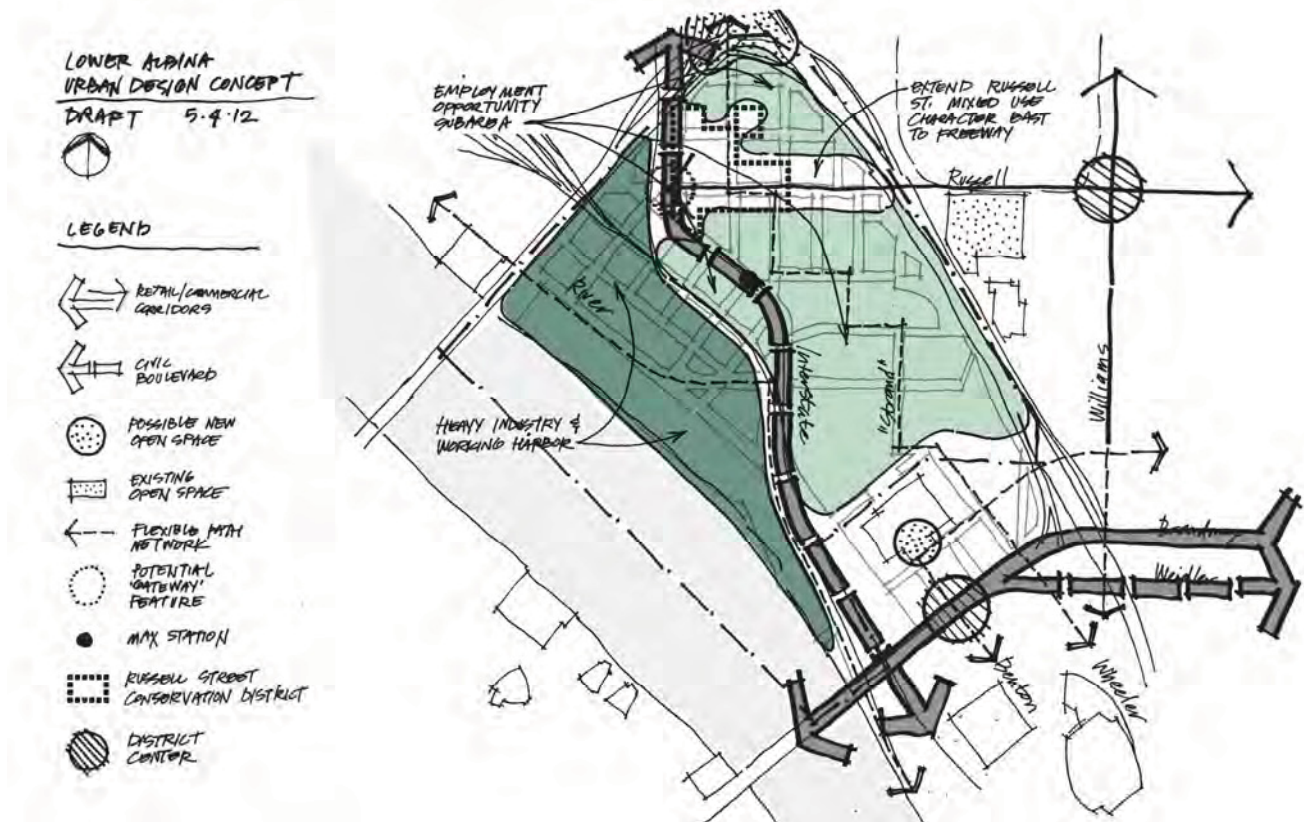 LOWER ALBINA
URBAN DESIGN CONCEPT
DRAFT 5.4.12
LEGEND
RETAIL/COMMERCIAL
CORRIDORS
CIVIC
BOULEVARD
POSSIBLE NEW
OPEN SPACE
EXISTING
OPEN SPACE
FLEXIBLE PATH
NETWORK
POTENTIAL
'GATEWAY'
FEATURE
MAX STATION
RUSSELL STREET
CONSERVATION DISTRICT
DISTRICT
CENTER
EMPLOYMENT
OPPORTUNITY
SUBAREA
EXTEND RUSSELL
ST. MIXED USE
CHARACTER EAST
TO FREEWAY
Russell
River
Interstate
Williams
HEAVY INDUSTRY &
WORKING HARBOR
Broadway
Weidler
Benton
Wheeler